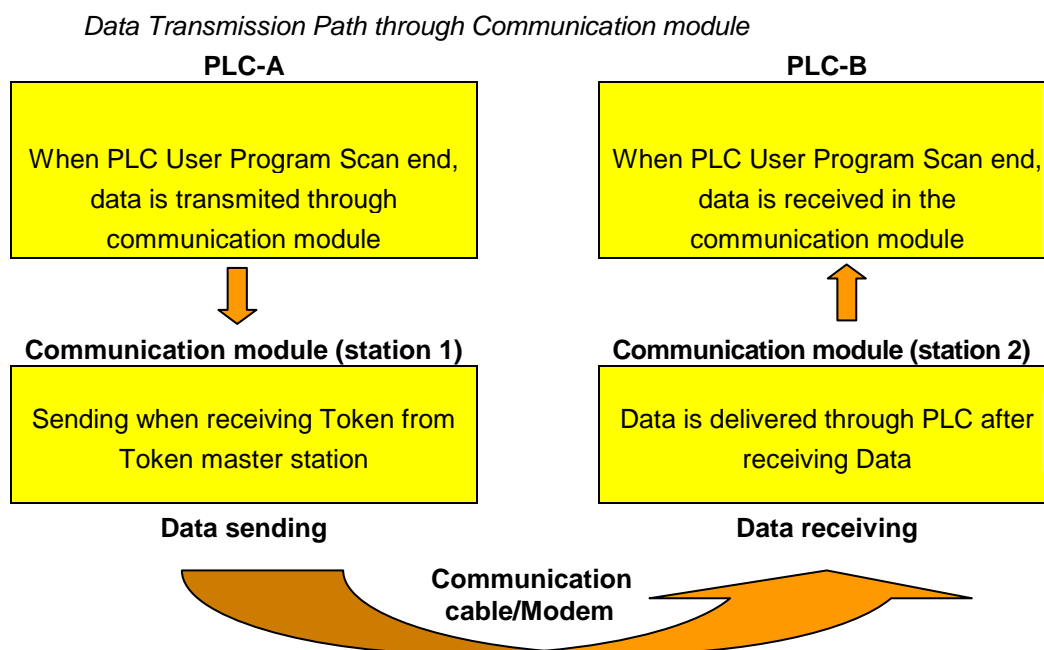 Data Transmission Path through Communication module
PLC-A
When PLC User Program Scan end,
data is transmited through
communication module
Communication module (station 1)
Sending when receiving Token from
Token master station
Data sending
PLC-B
When PLC User Program Scan end,
data is received in the
communication module
Communication module (station 2)
Data is delivered through PLC after
receiving Data
Data receiving
Communication
cable/Modem